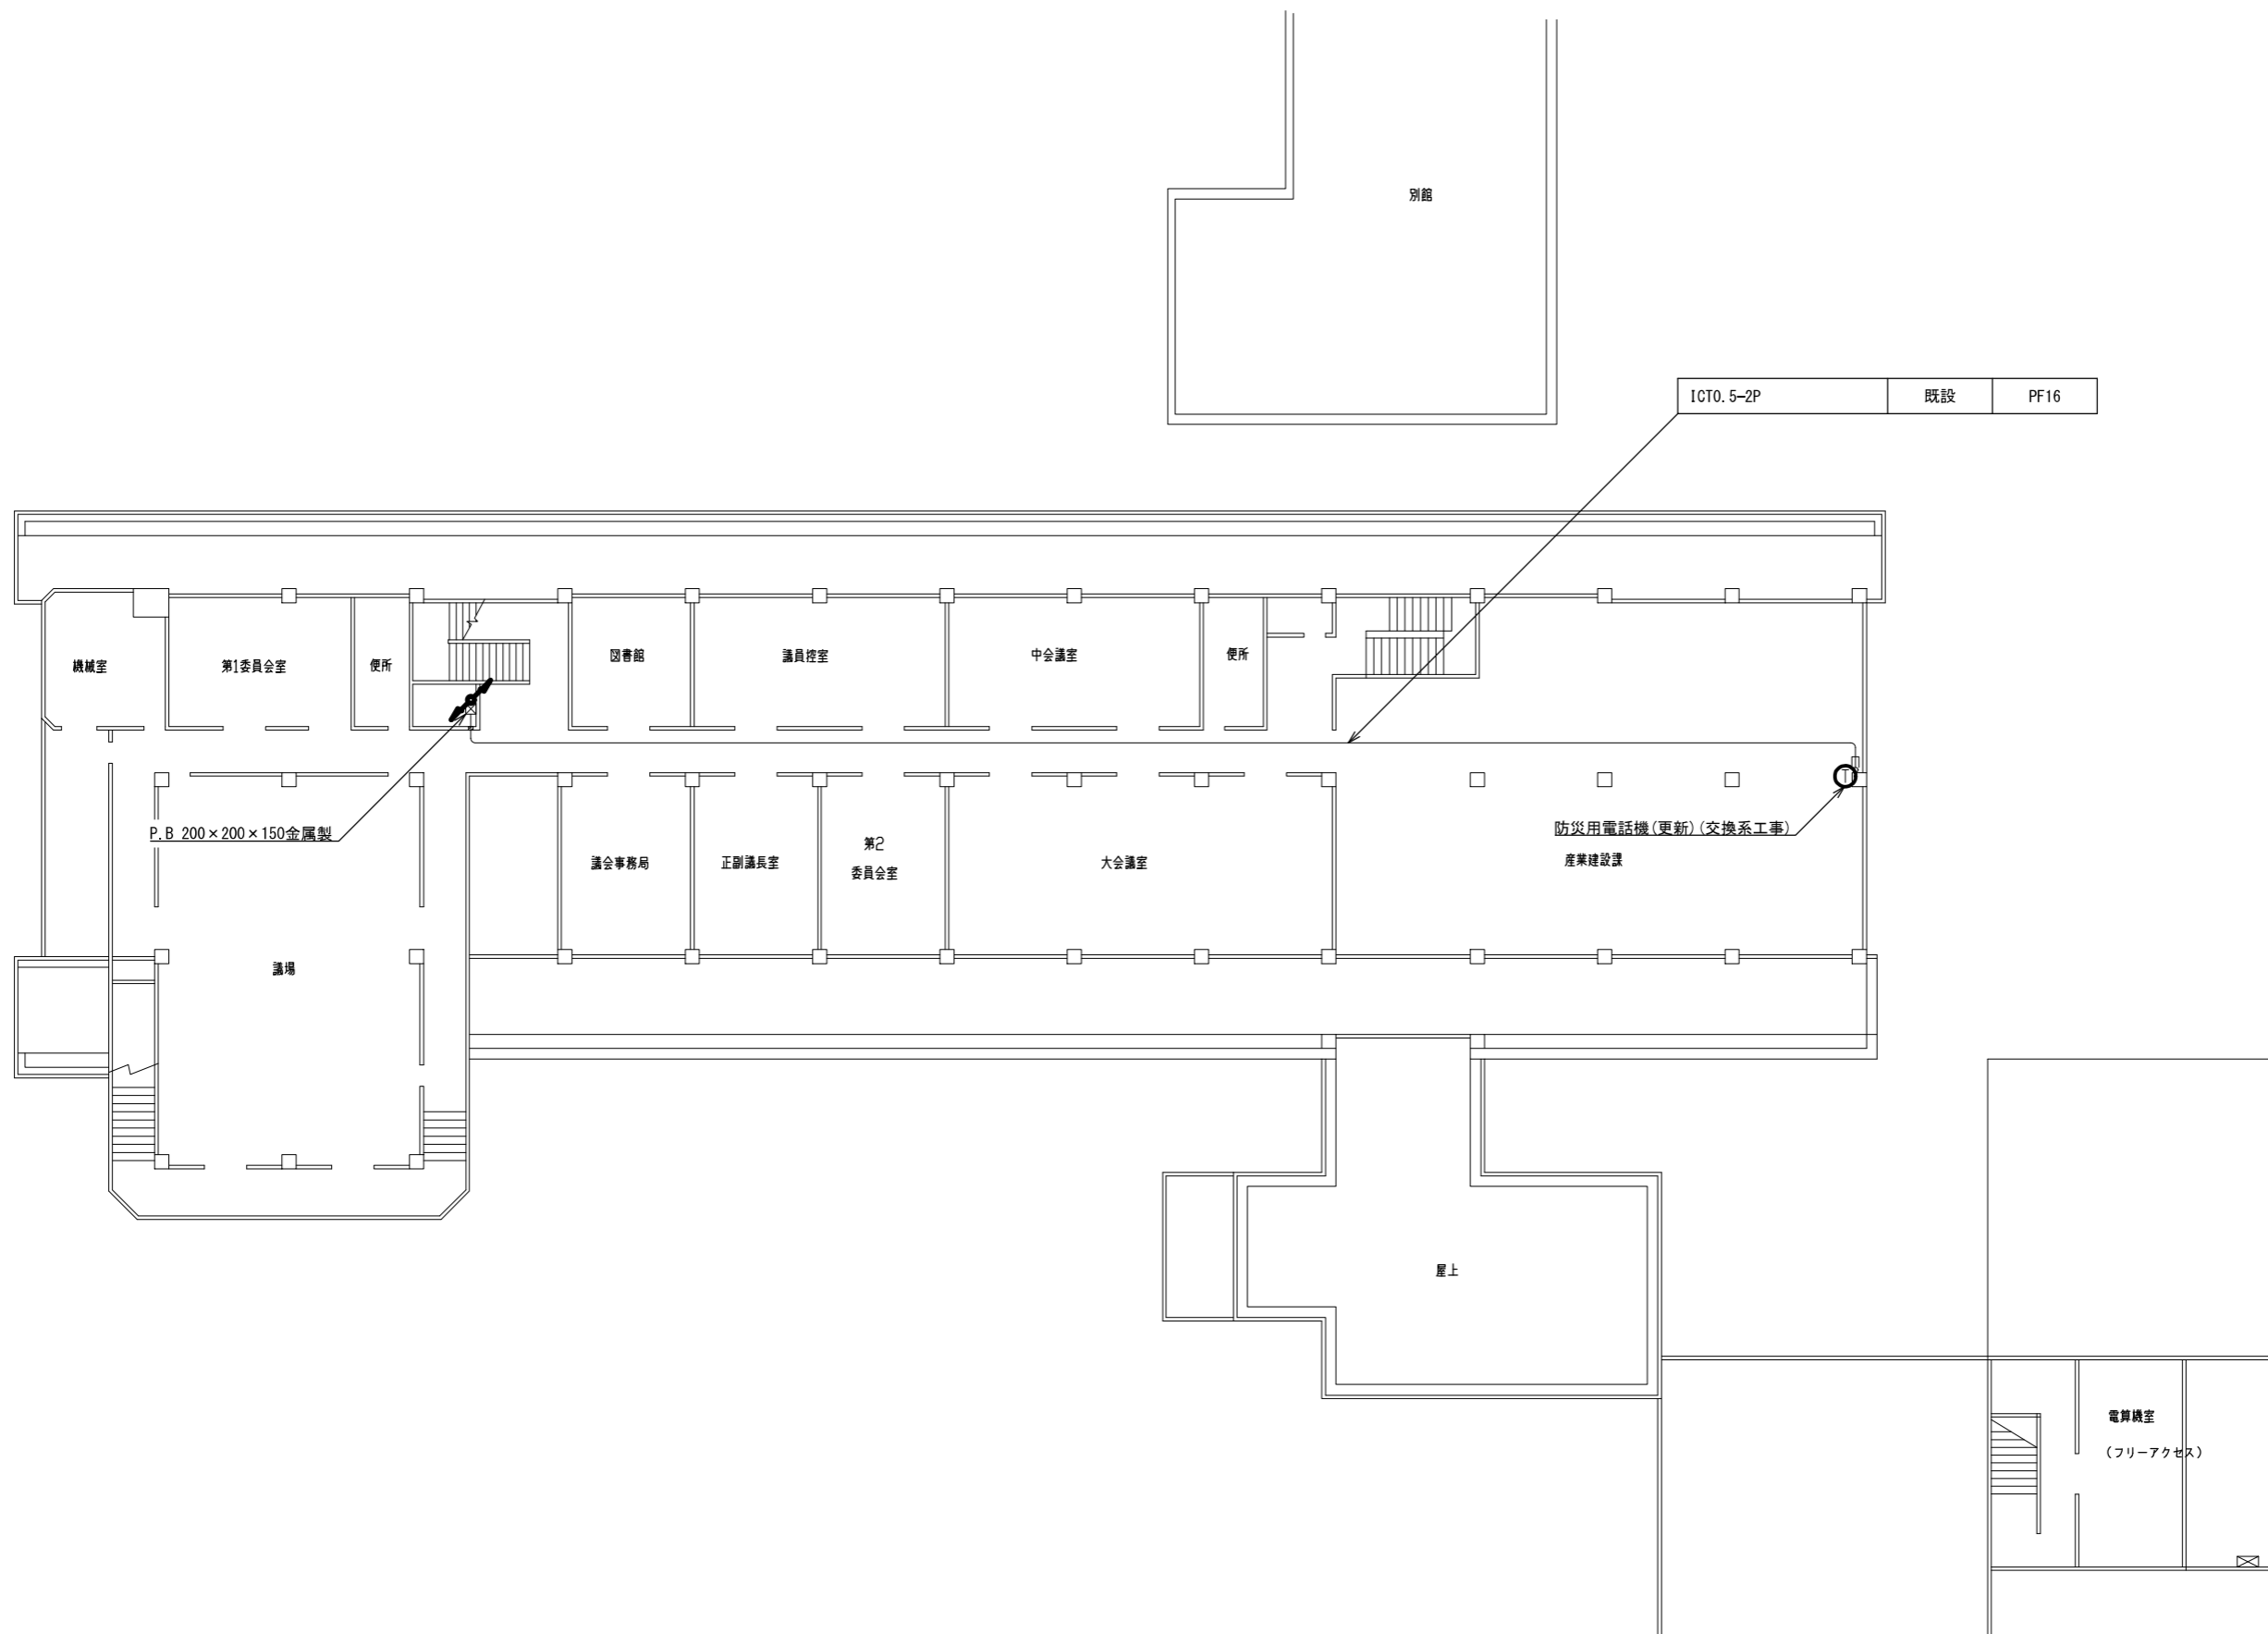 別館
ICT0.5-2P 既設 PF16
機械室
第1委員会室
便所
図書館
議員控室
中会議室
便所
P.B 200×200×150金属製
防災用電話機(更新)(交換系工事)
議会事務局
正副議長室
第2
委員会室
大会議室
産業建設課
議場
屋上
電算機室
(フリーアクセス)
T